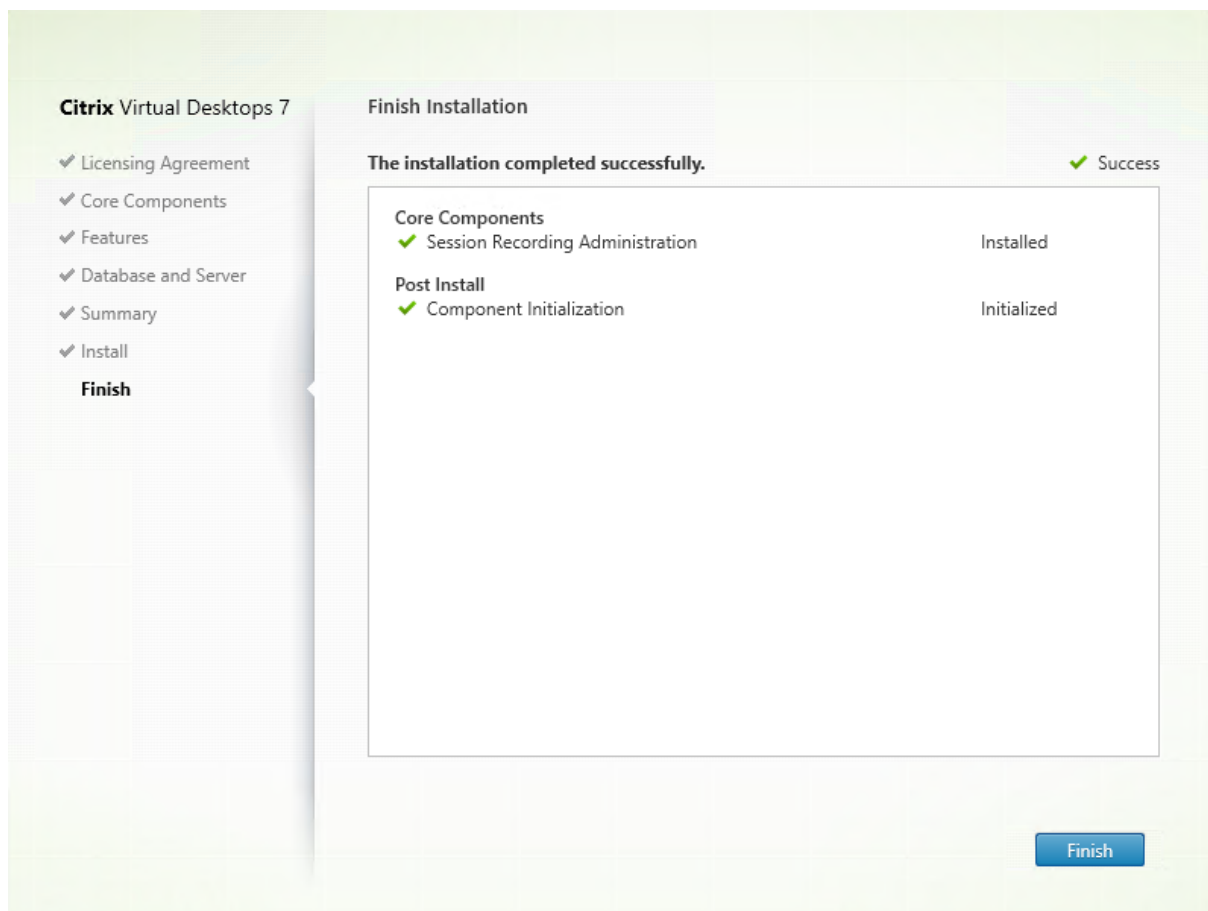 Citrix Virtual Desktops 7
Licensing Agreement
Core Components
Features
Database and Server
Summary
Install
Finish
Finish Installation
The installation completed successfully.
Success
Core Components
Session Recording Administration Installed
Post Install
Component Initialization Initialized
Finish